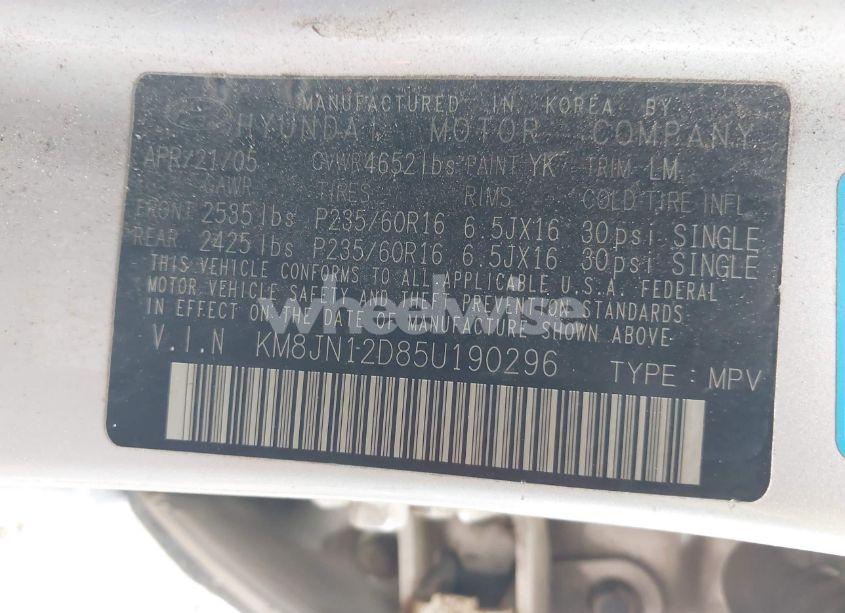 MANUFACTURED IN KOREA BY
HYUNDAI MOTOR COMPANY
APR/21/05 GVWR 4652lbs PAINT YK TRIM LM
GAWR TIRES RIMS COLD TIRE INFL
FRONT 2535lbs P235/60R16 6.5JX16 30psi SINGLE
REAR 2425lbs P235/60R16 6.5JX16 30psi SINGLE
THIS VEHICLE CONFORMS TO ALL APPLICABLE U.S.A. FEDERAL
MOTOR VEHICLE SAFETY AND THEFT PREVENTION STANDARDS
IN EFFECT ON THE DATE OF MANUFACTURE SHOWN ABOVE.
wheelwise
V.I.N KM8JN12D85U190296 TYPE: MPV